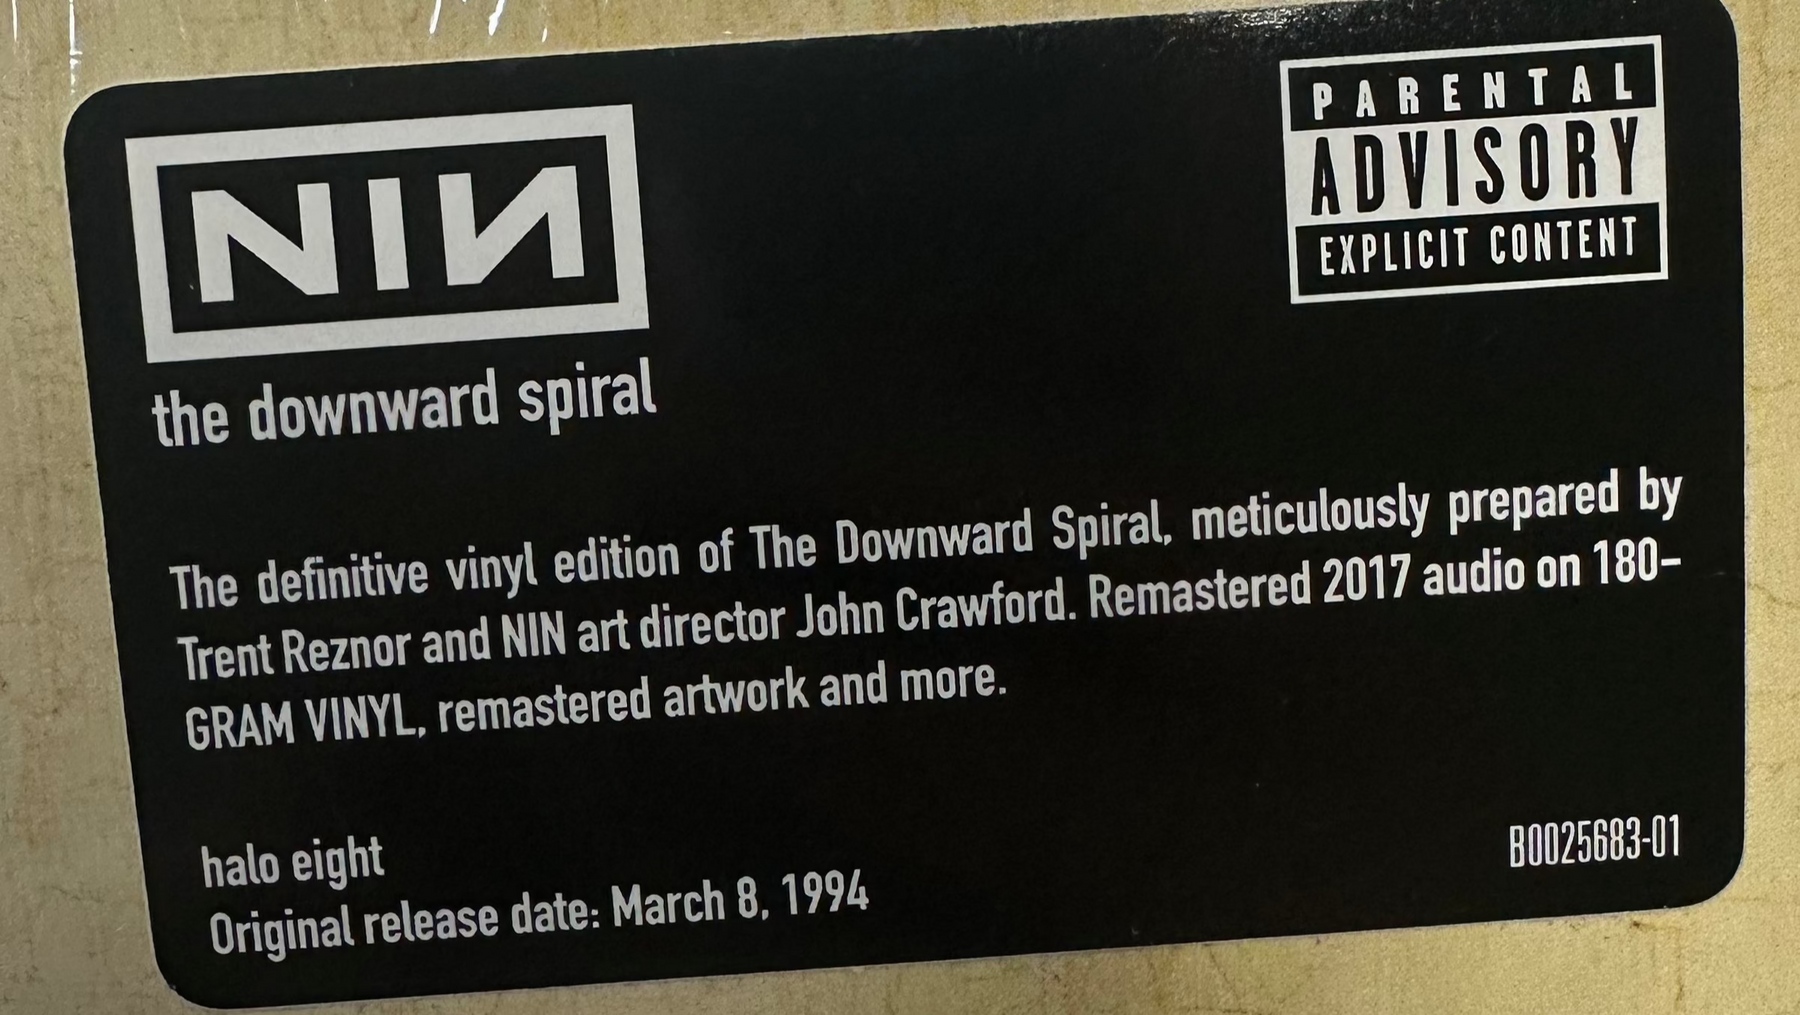 NIN
PARENTAL
ADVISORY
EXPLICIT CONTENT
the downward spiral
The definitive vinyl edition of The Downward Spiral, meticulously prepared by
Trent Reznor and NIN art director John Crawford. Remastered 2017 audio on 180-
GRAM VINYL, remastered artwork and more.
halo eight
Original release date: March 8, 1994
B0025683-01